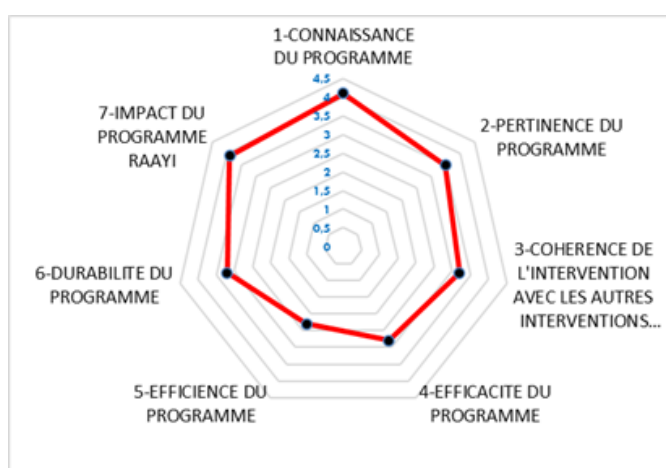 1-CONNAISSANCE
DU PROGRAMME
4,5
4
3,5
3
2,5
2
1,5
1
0,5
0
2-PERTINENCE DU
PROGRAMME
3-COHERENCE DE
L'INTERVENTION
AVEC LES AUTRES
INTERVENTIONS...
4-EFFICACITE DU
PROGRAMME
5-EFFICIENCE DU
PROGRAMME
6-DURABILITE DU
PROGRAMME
7-IMPACT DU
PROGRAMME
RAAYI